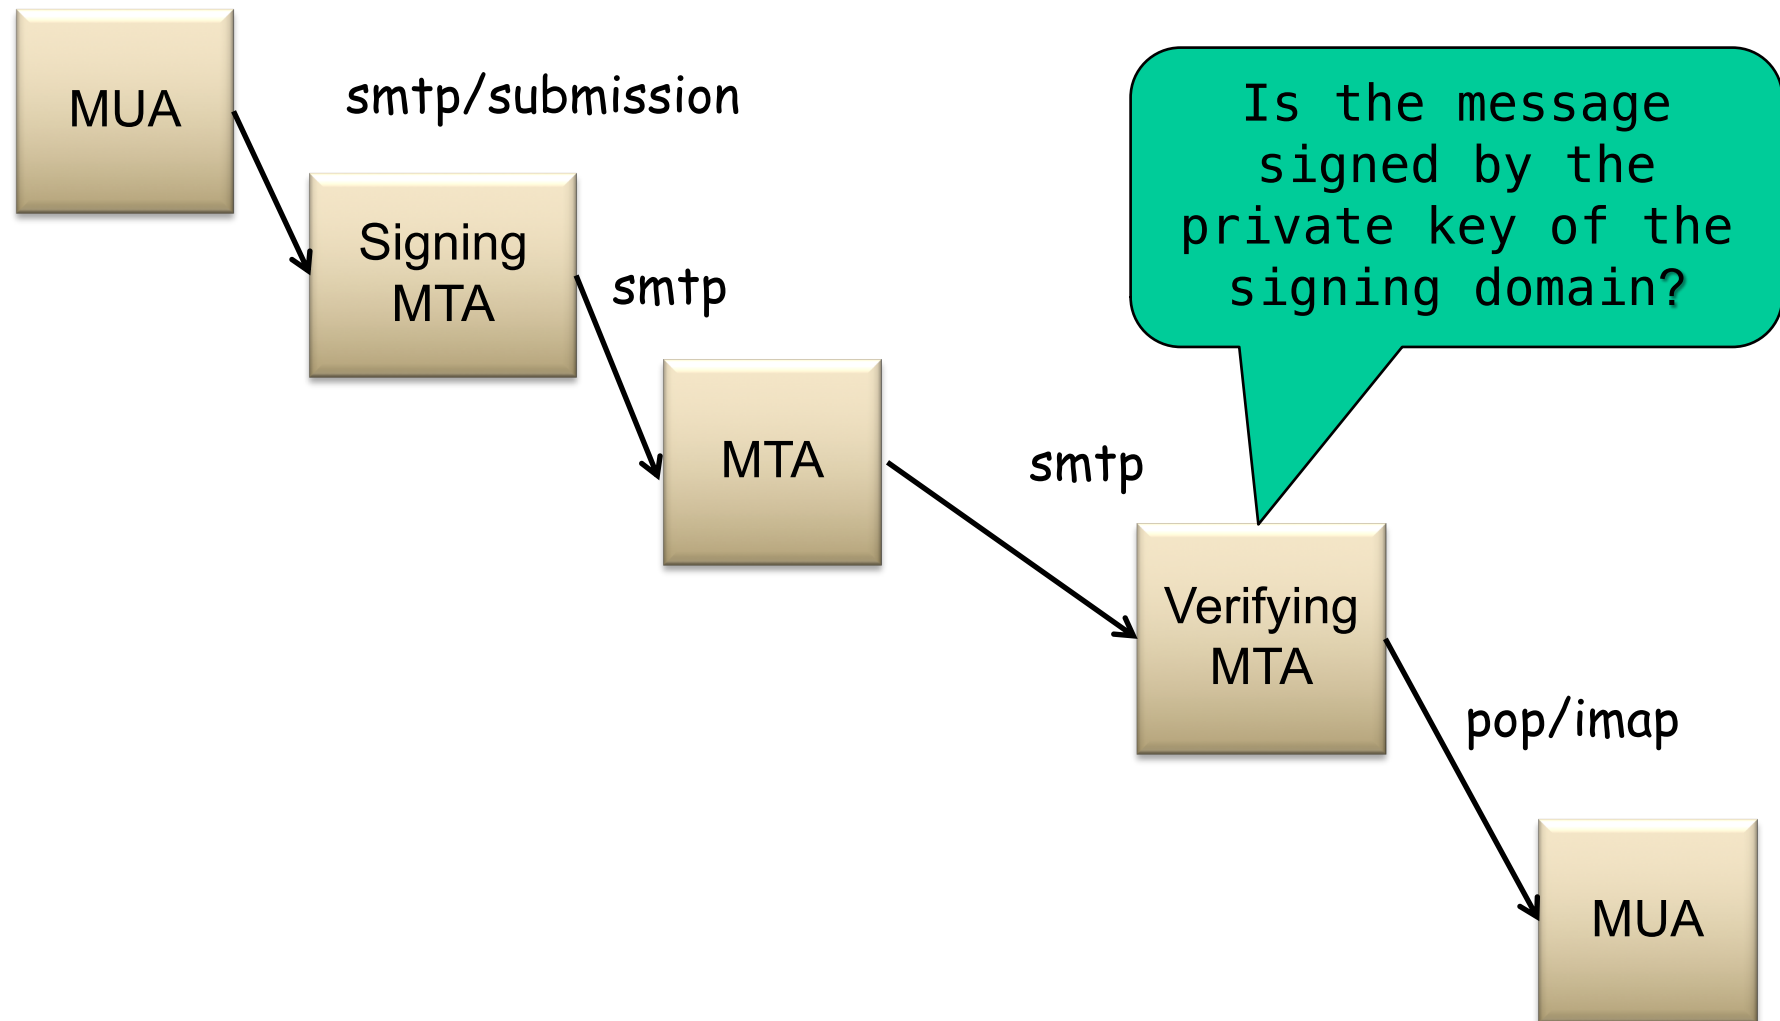 MUA
smtp/submission
Signing
MTA
smtp
MTA
smtp
Is the message
signed by the
private key of the
signing domain?
Verifying
MTA
pop/imap
MUA